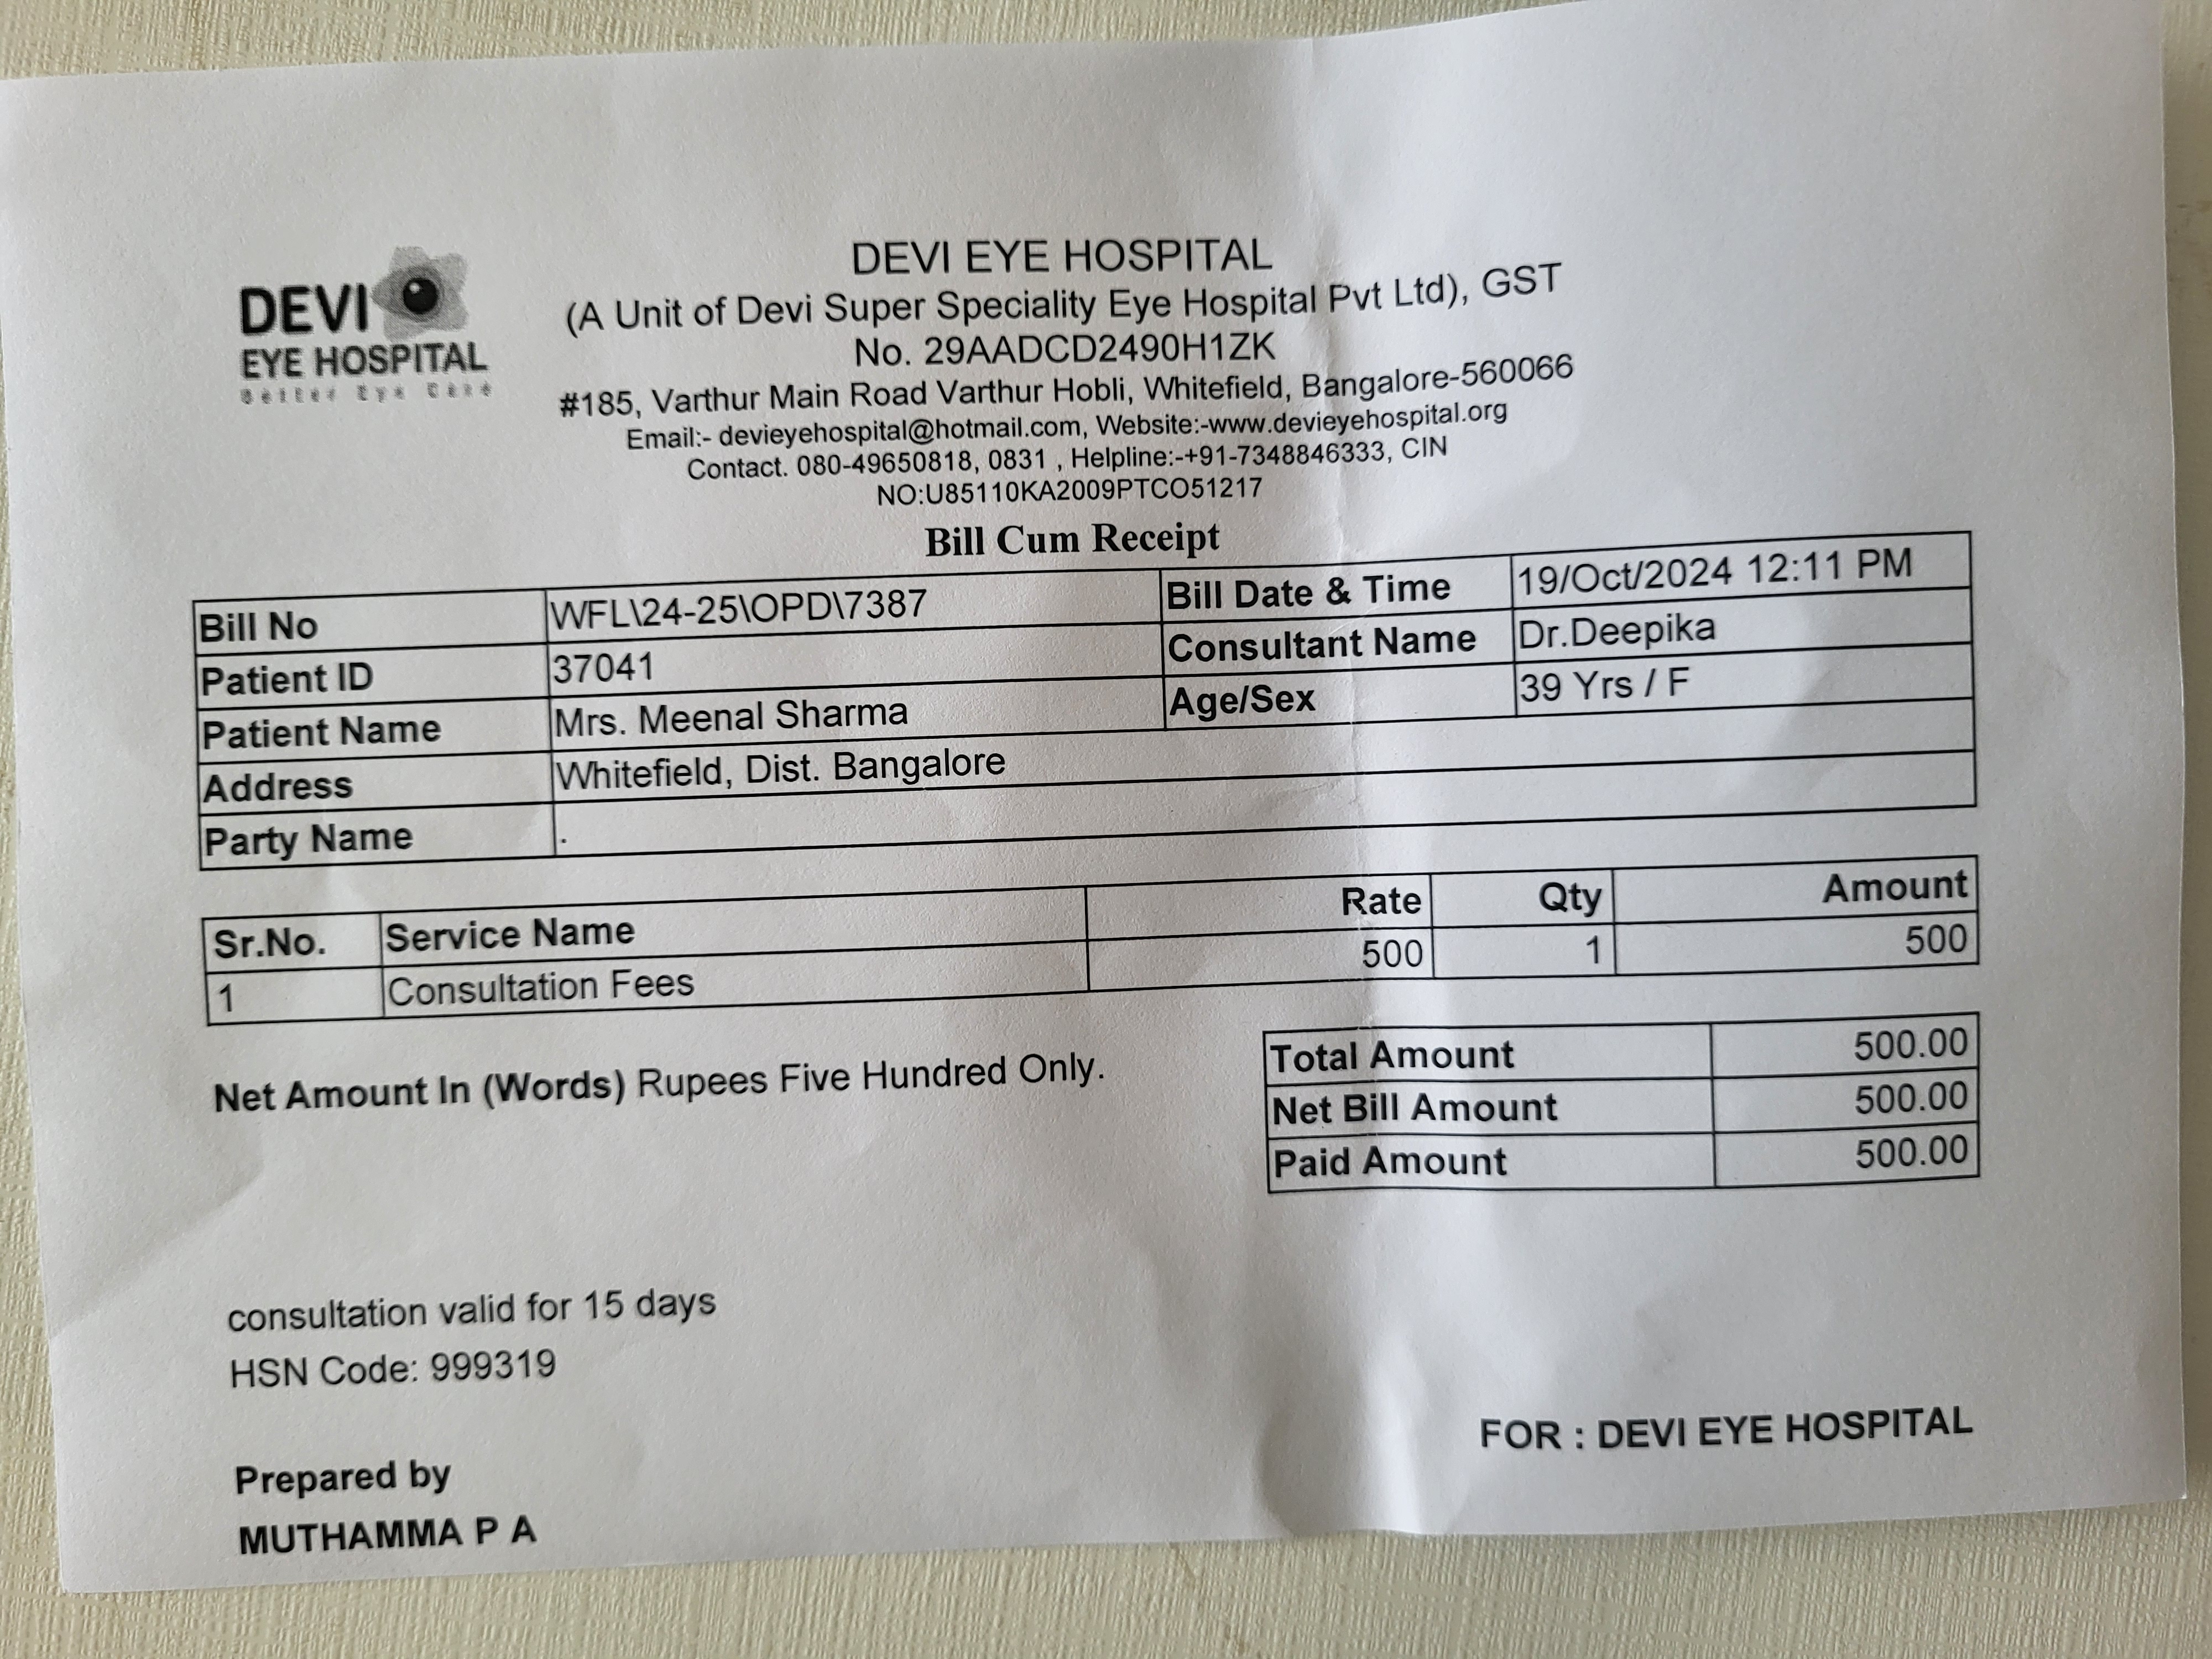 DEVI
EYE HOSPITAL
DEVI EYE HOSPITAL
(A Unit of Devi Super Speciality Eye Hospital Pvt Ltd), GST
No. 29AADCD2490H1ZK
#185, Varthur Main Road Varthur Hobli, Whitefield, Bangalore-560066
Email:- devieyehospital@hotmail.com, Website:-www.devieyehospital.org
Contact. 080-49650818, 0831 , Helpline:-+91-7348846333, CIN
NO:U85110KA2009PTCO51217
Bill Cum Receipt
Bill No WFL\24-25\OPD\7387 Bill Date & Time 19/Oct/2024 12:11 PM
Patient ID 37041 Consultant Name Dr.Deepika
Patient Name Mrs. Meenal Sharma Age/Sex 39 Yrs / F
Address Whitefield, Dist. Bangalore
Party Name .
Sr.No. Service Name Rate Qty Amount
1 Consultation Fees 500 1 500
Total Amount 500.00
Net Amount In (Words) Rupees Five Hundred Only. Net Bill Amount 500.00
Paid Amount 500.00
consultation valid for 15 days
HSN Code: 999319
Prepared by
FOR : DEVI EYE HOSPITAL
MUTHAMMA P A